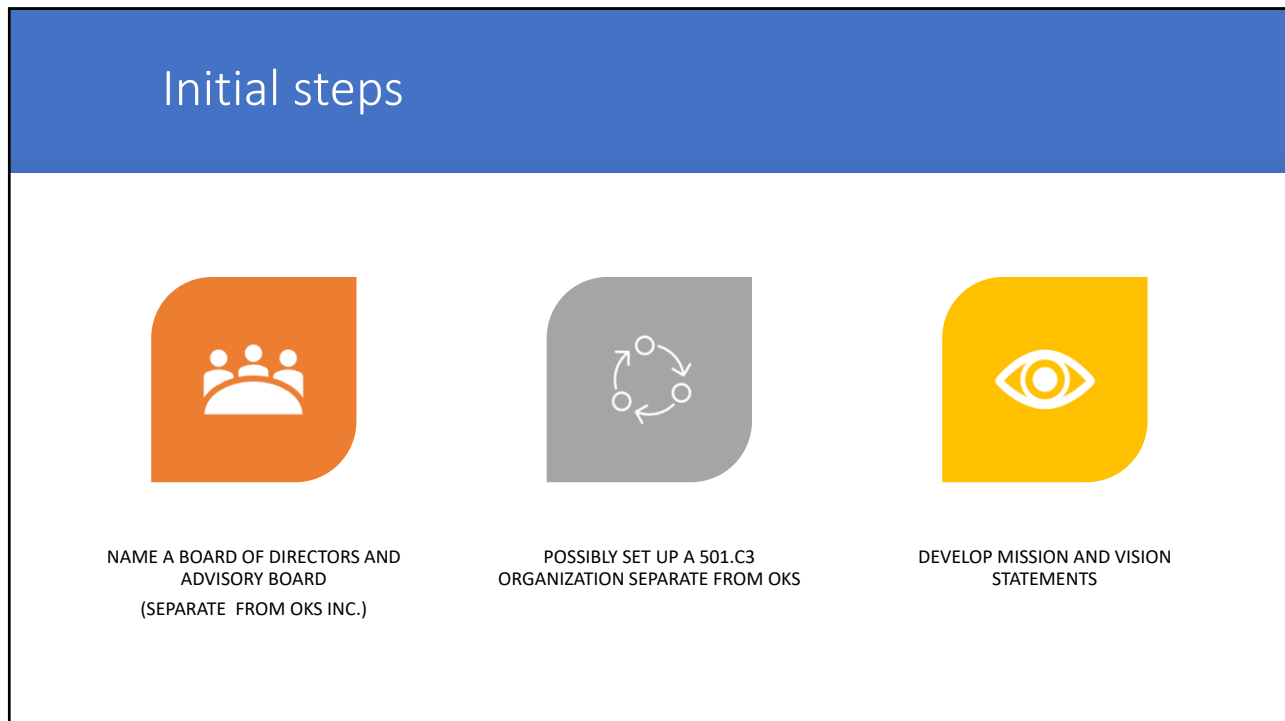 Initial steps
NAME A BOARD OF DIRECTORS AND
ADVISORY BOARD
(SEPARATE  FROM OKS INC.)
POSSIBLY SET UP A 501.C3
ORGANIZATION SEPARATE FROM OKS
DEVELOP MISSION AND VISION
STATEMENTS